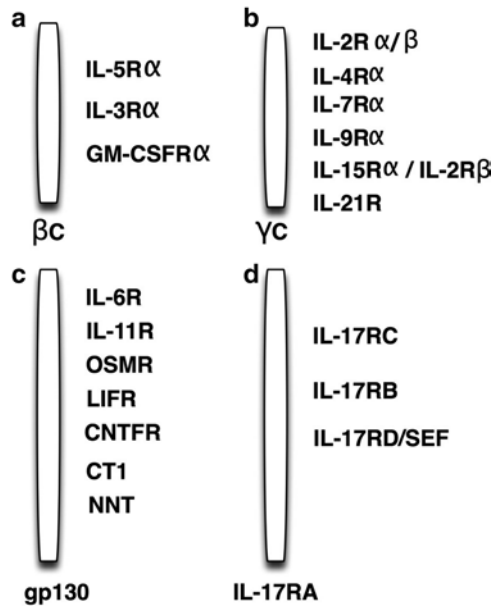 a
IL-5Rα
IL-3Rα
GM-CSFRα
βc
b
IL-2R α/β
IL-4Rα
IL-7Rα
IL-9Rα
IL-15Rα / IL-2Rβ
IL-21R
γc
c
IL-6R
IL-11R
OSMR
LIFR
CNTFR
CT1
NNT
gp130
d
IL-17RC
IL-17RB
IL-17RD/SEF
IL-17RA